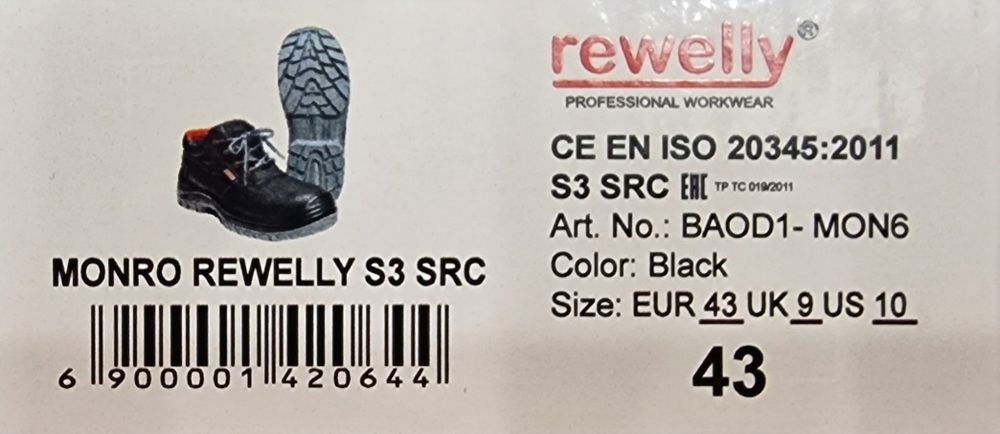 MONRO REWELLY S3 SRC
6 900001 420644
rewelly®
PROFESSIONAL WORKWEAR
CE EN ISO 20345:2011
S3 SRC EAC TP TC 019/2011
Art. No.: BAOD1- MON6
Color: Black
Size: EUR 43 UK 9 US 10
43